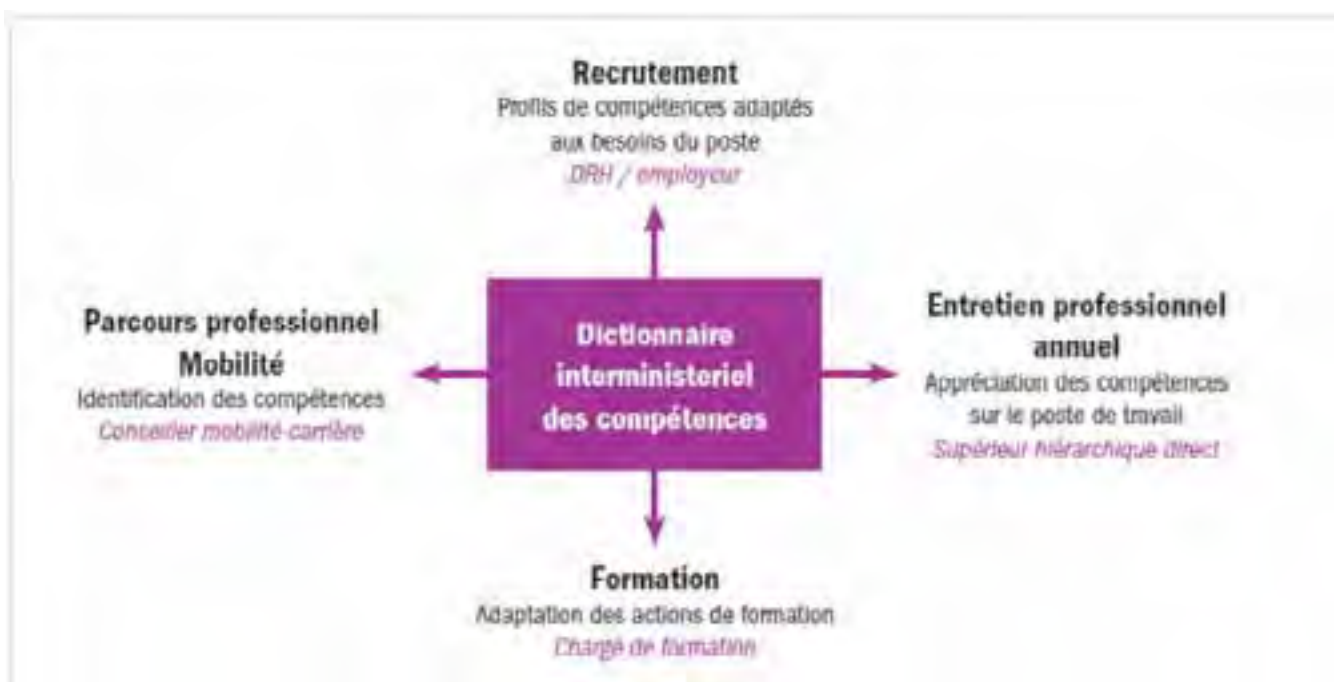 Recrutement
Profils de compétences adaptés
aux besoins du poste
DRH / employeur
Parcours professionnel
Mobilité
Identification des compétences
Conseiller mobilité-carrière
Dictionnaire
interministeriel
des compétences
Entretien professionnel
annuel
Appréciation des compétences
sur le poste de travail
Supérieur hiérarchique direct
Formation
Adaptation des actions de formation
Chargé de formation